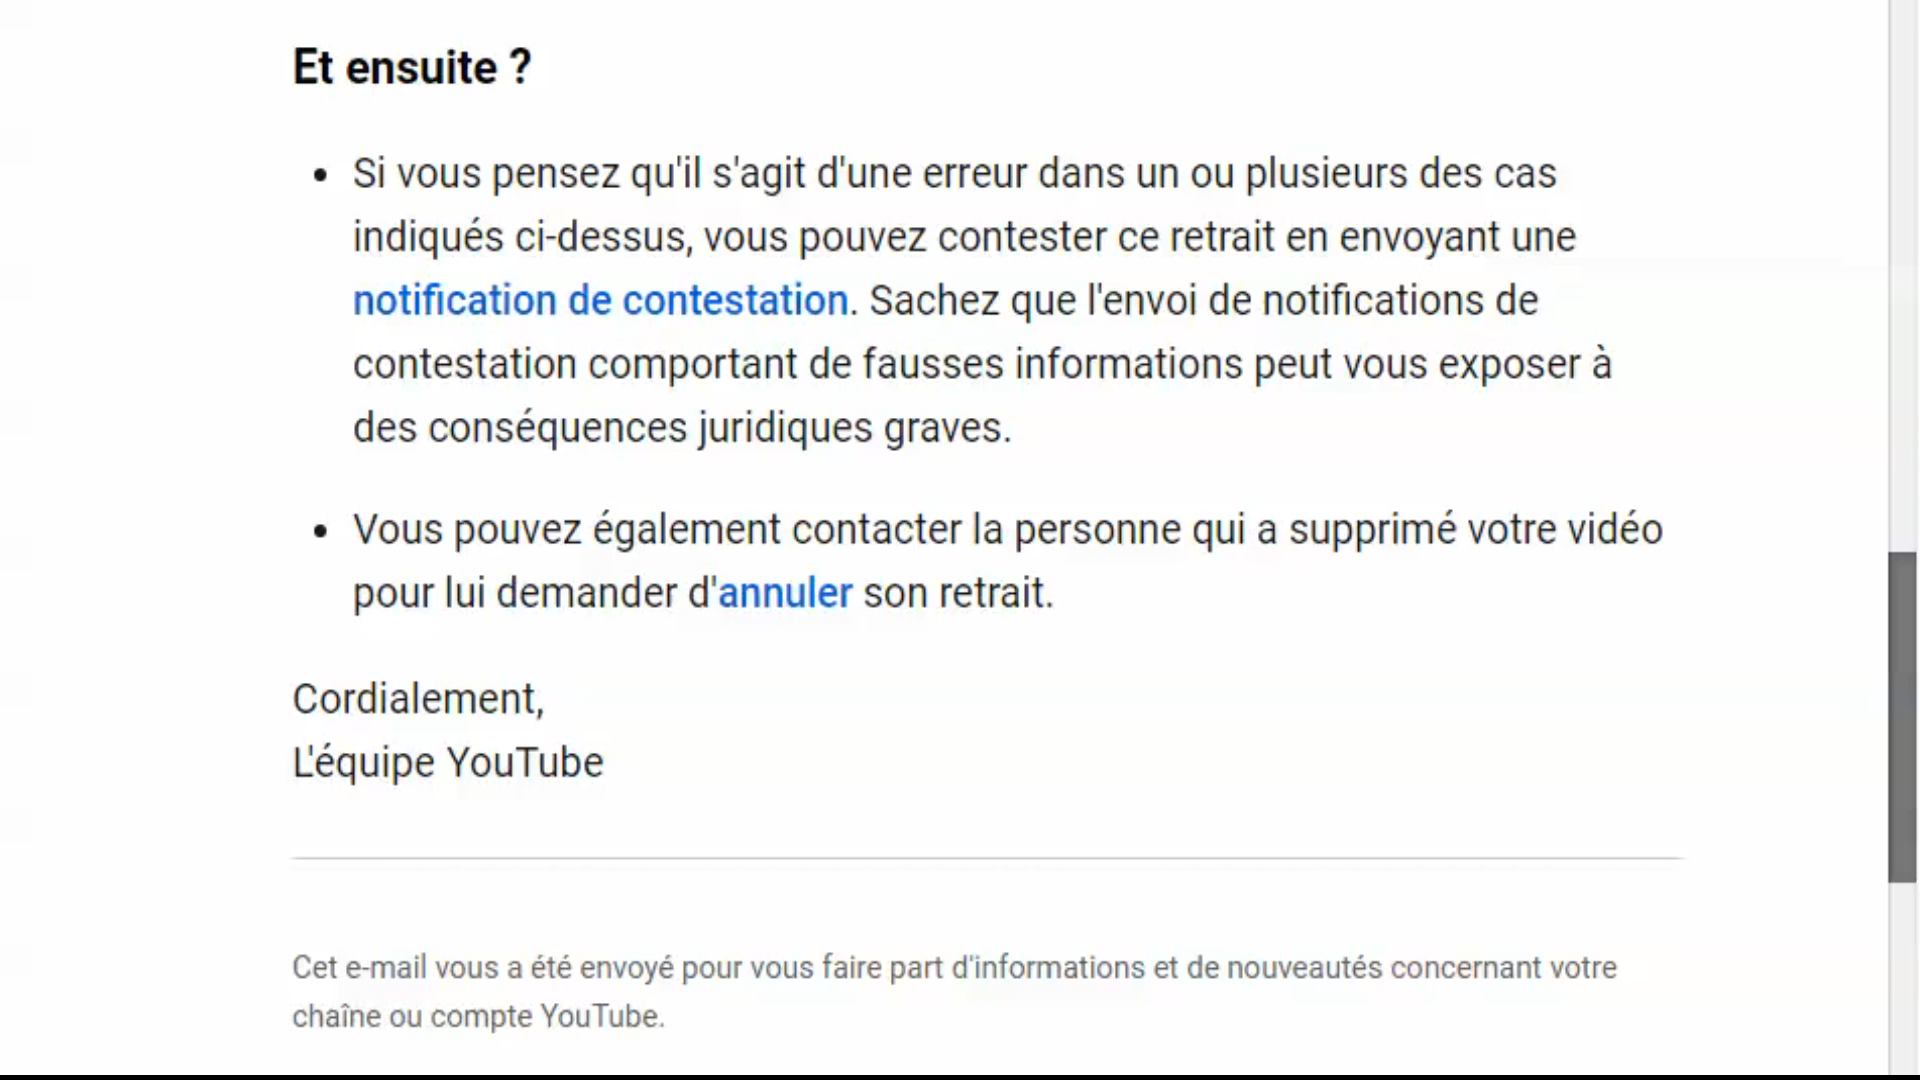 Et ensuite ?
• Si vous pensez qu'il s'agit d'une erreur dans un ou plusieurs des cas
indiqués ci-dessus, vous pouvez contester ce retrait en envoyant une
notification de contestation. Sachez que l'envoi de notifications de
contestation comportant de fausses informations peut vous exposer à
des conséquences juridiques graves.
• Vous pouvez également contacter la personne qui a supprimé votre vidéo
pour lui demander d'annuler son retrait.
Cordialement,
L'équipe YouTube
Cet e-mail vous a été envoyé pour vous faire part d'informations et de nouveautés concernant votre
chaîne ou compte YouTube.